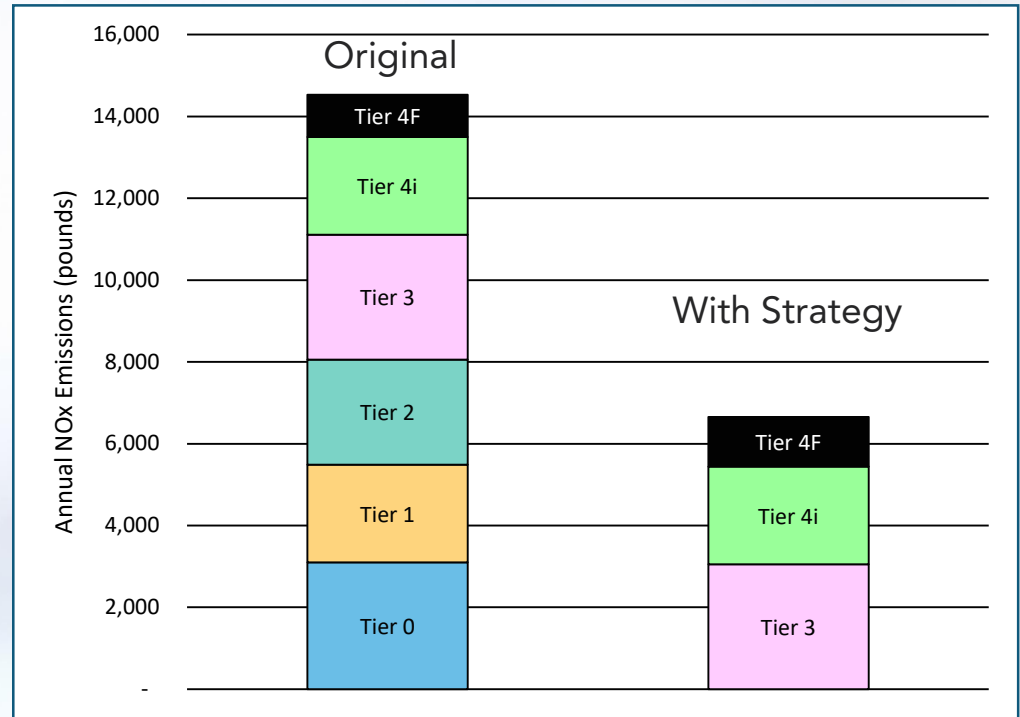 Annual NOx Emissions (pounds)
16,000
14,000
12,000
10,000
8,000
6,000
4,000
2,000
-
Original
Tier 4F
Tier 4i
Tier 3
Tier 2
Tier 1
Tier 0
With Strategy
Tier 4F
Tier 4i
Tier 3